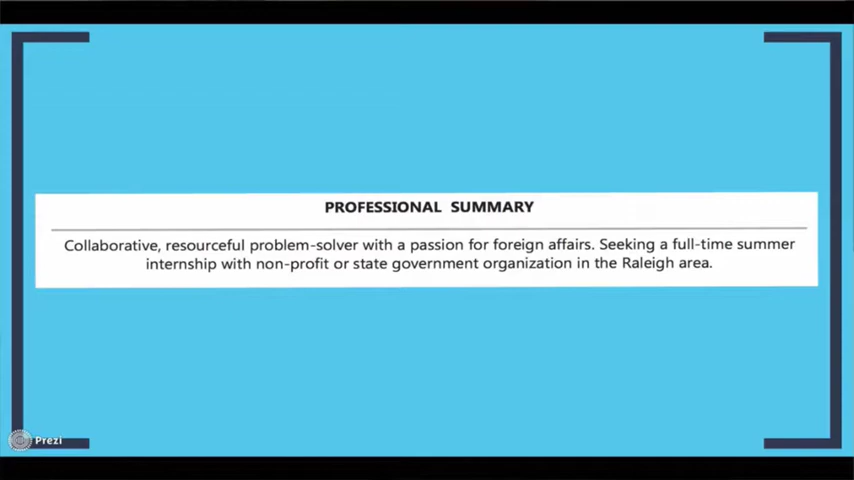 PROFESSIONAL SUMMARY
Collaborative, resourceful problem-solver with a passion for foreign affairs. Seeking a full-time summer
internship with non-profit or state government organization in the Raleigh area.
Prezi